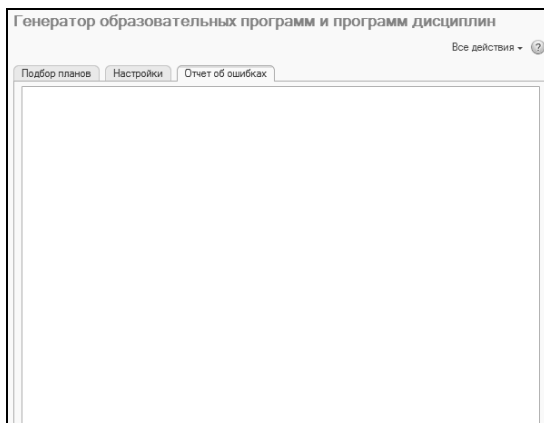 Генератор образовательных программ и программ дисциплин
Все действия ?
Подбор планов Настройки Отчет об ошибках